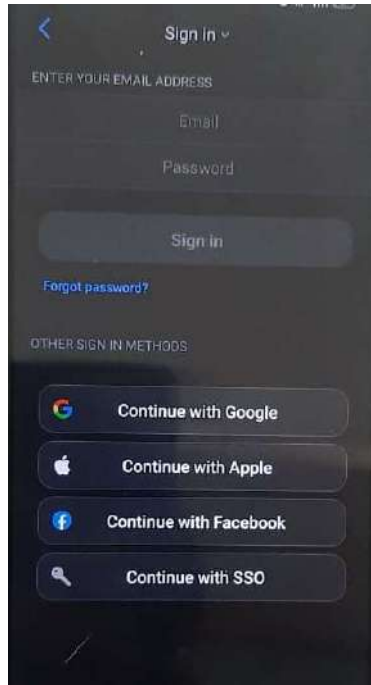 Sign in
ENTER YOUR EMAIL ADDRESS
Email
Password
Sign in
Forgot password?
OTHER SIGN IN METHODS
Continue with Google
Continue with Apple
Continue with Facebook
Continue with SSO